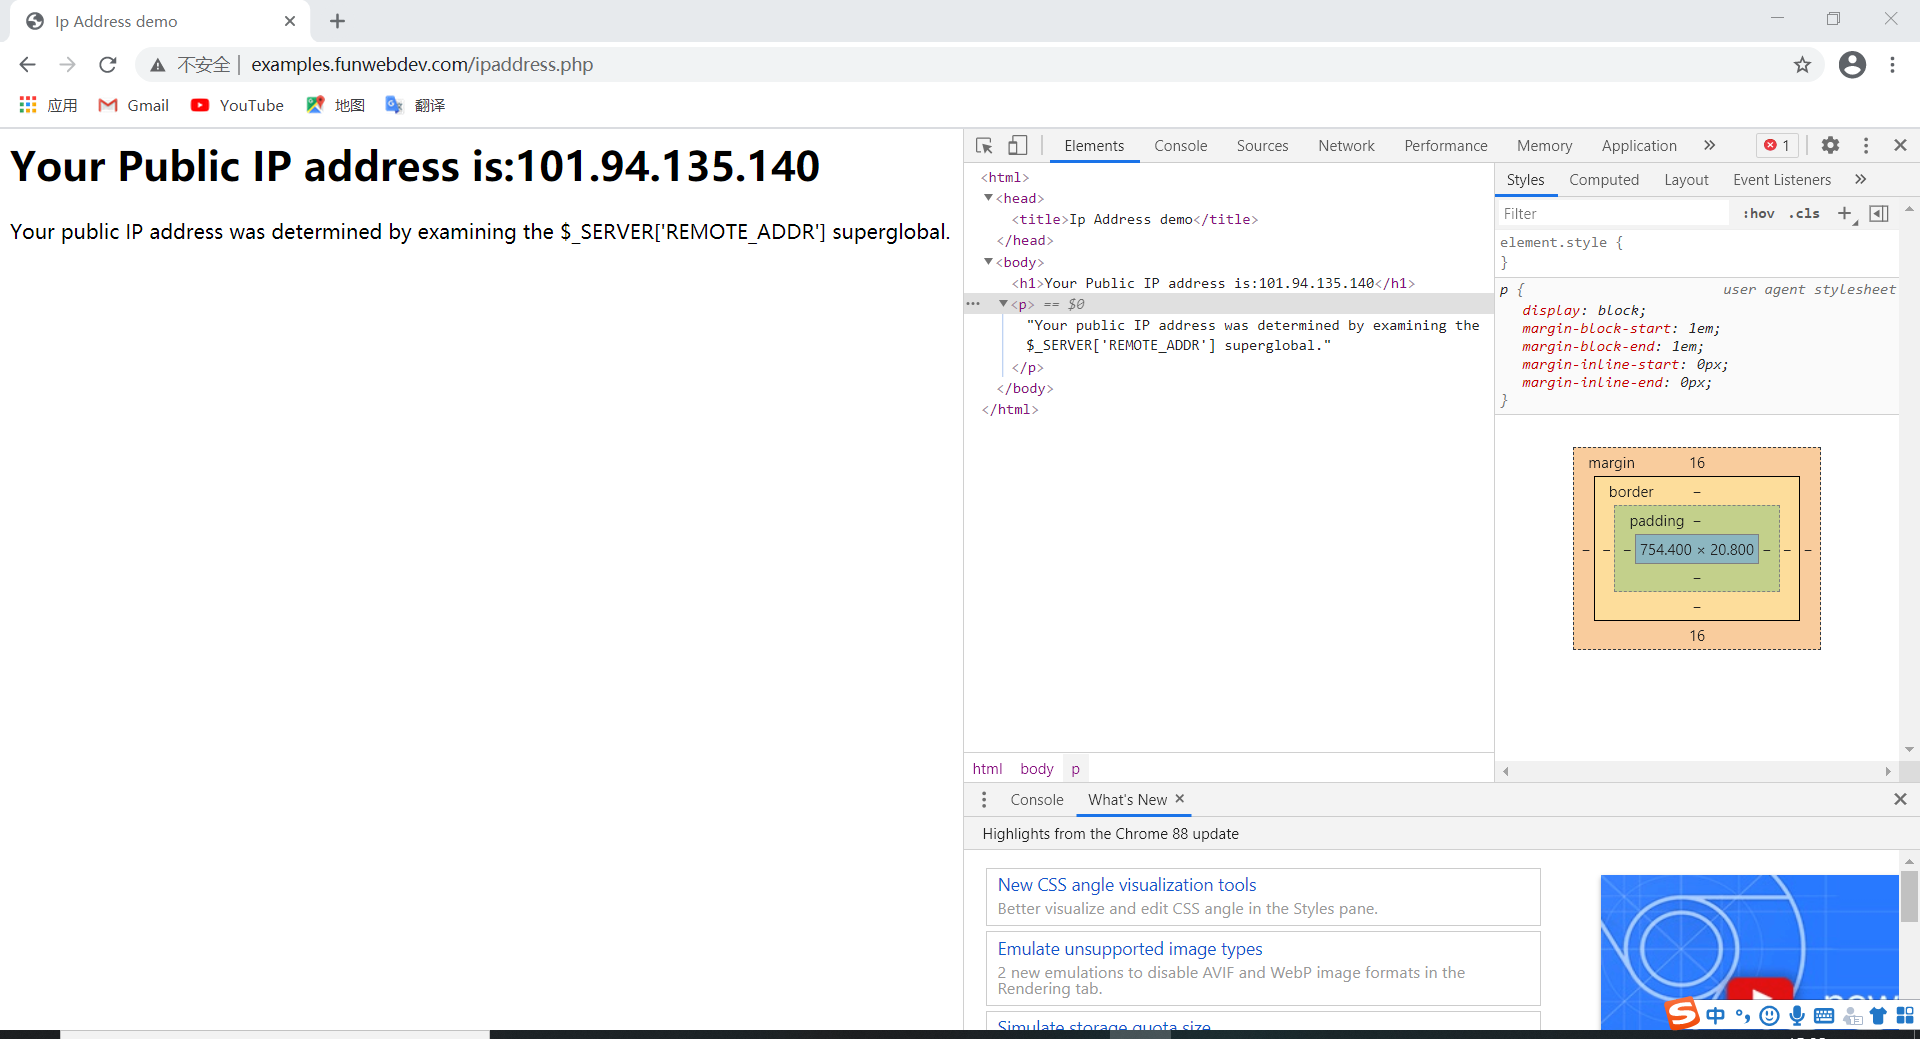 Ip Address demo
不安全 | examples.funwebdev.com/ipaddress.php
应用 Gmail YouTube 地图 翻译
Your Public IP address is:101.94.135.140
Your public IP address was determined by examining the $_SERVER['REMOTE_ADDR'] superglobal.
Elements Console Sources Network Performance Memory Application » 1
<html>
<head>
<title>Ip Address demo</title>
</head>
<body>
<h1>Your Public IP address is:101.94.135.140</h1>
<p> == $0
"Your public IP address was determined by examining the
$_SERVER['REMOTE_ADDR'] superglobal."
</p>
</body>
</html>
html body p
Styles Computed Layout Event Listeners »
Filter :hov .cls +
element.style {
}
p { user agent stylesheet
display: block;
margin-block-start: 1em;
margin-block-end: 1em;
margin-inline-start: 0px;
margin-inline-end: 0px;
}
margin 16
border –
padding –
– – – 754.400 × 20.800 – – –
–
–
16
Console What's New
Highlights from the Chrome 88 update
New CSS angle visualization tools
Better visualize and edit CSS angle in the Styles pane.
Emulate unsupported image types
2 new emulations to disable AVIF and WebP image formats in the
Rendering tab.
Simulate storage quota size
new
S 中